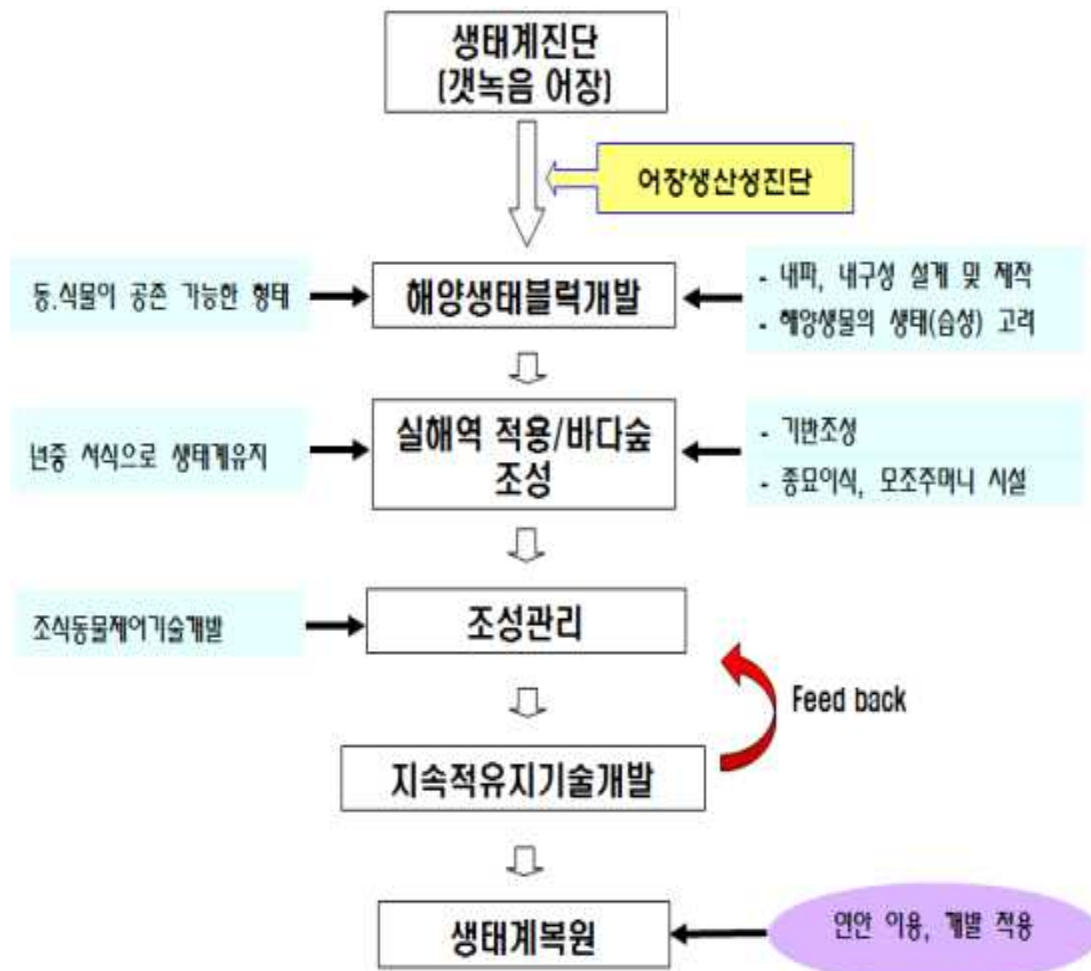 생태계진단
(갯녹음 어장)
어장생산성진단
동.식물이 공존 가능한 형태
해양생태블럭개발
- 내파, 내구성 설계 및 제작
- 해양생물의 생태(습성) 고려
년중 서식으로 생태계유지
실해역 적용/바다숲
조성
- 기반조성
- 종묘이식, 모조주머니 시설
조식동물제어기술개발
조성관리
Feed back
지속적유지기술개발
생태계복원
연안 이용, 개발 적용